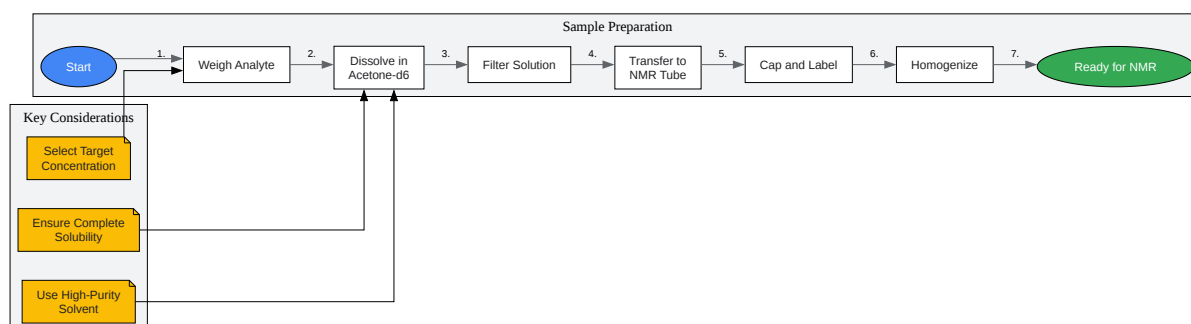 Sample Preparation
Start
1.
Weigh Analyte
2.
Dissolve in
Acetone-d6
3.
Filter Solution
4.
Transfer to
NMR Tube
5.
Cap and Label
6.
Homogenize
7.
Ready for NMR
Key Considerations
Select Target
Concentration
Ensure Complete
Solubility
Use High-Purity
Solvent